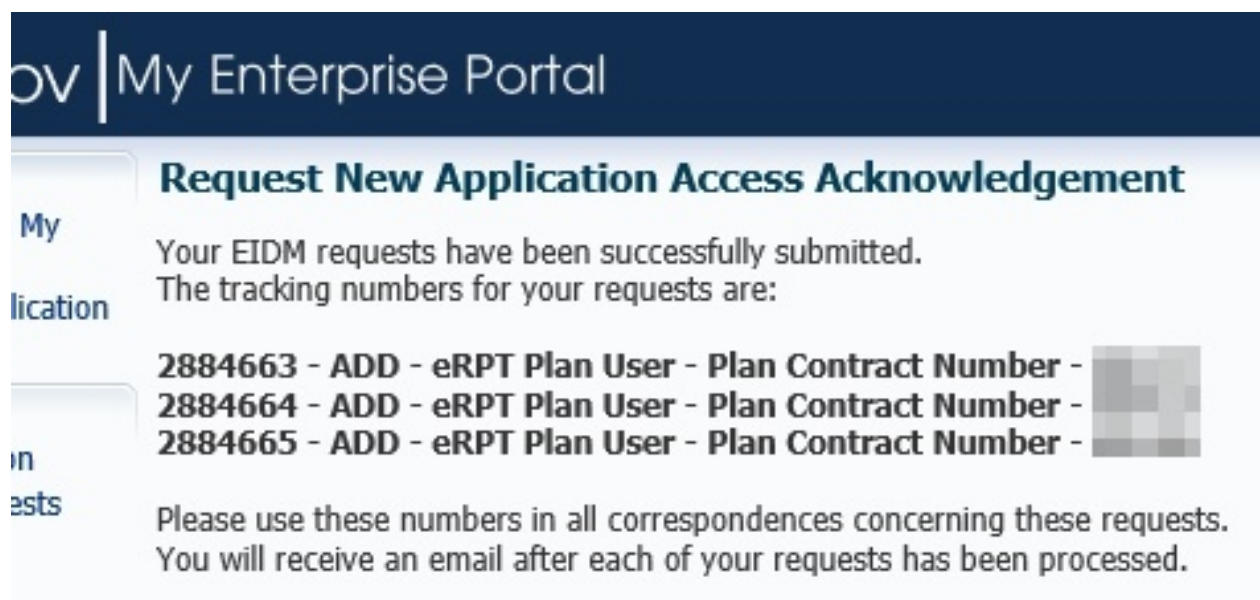 ov | My Enterprise Portal
Request New Application Access Acknowledgement
My
Your EIDM requests have been successfully submitted.
The tracking numbers for your requests are:
lication
2884663 - ADD - eRPT Plan User - Plan Contract Number -
2884664 - ADD - eRPT Plan User - Plan Contract Number -
2884665 - ADD - eRPT Plan User - Plan Contract Number -
on
ests
Please use these numbers in all correspondences concerning these requests.
You will receive an email after each of your requests has been processed.